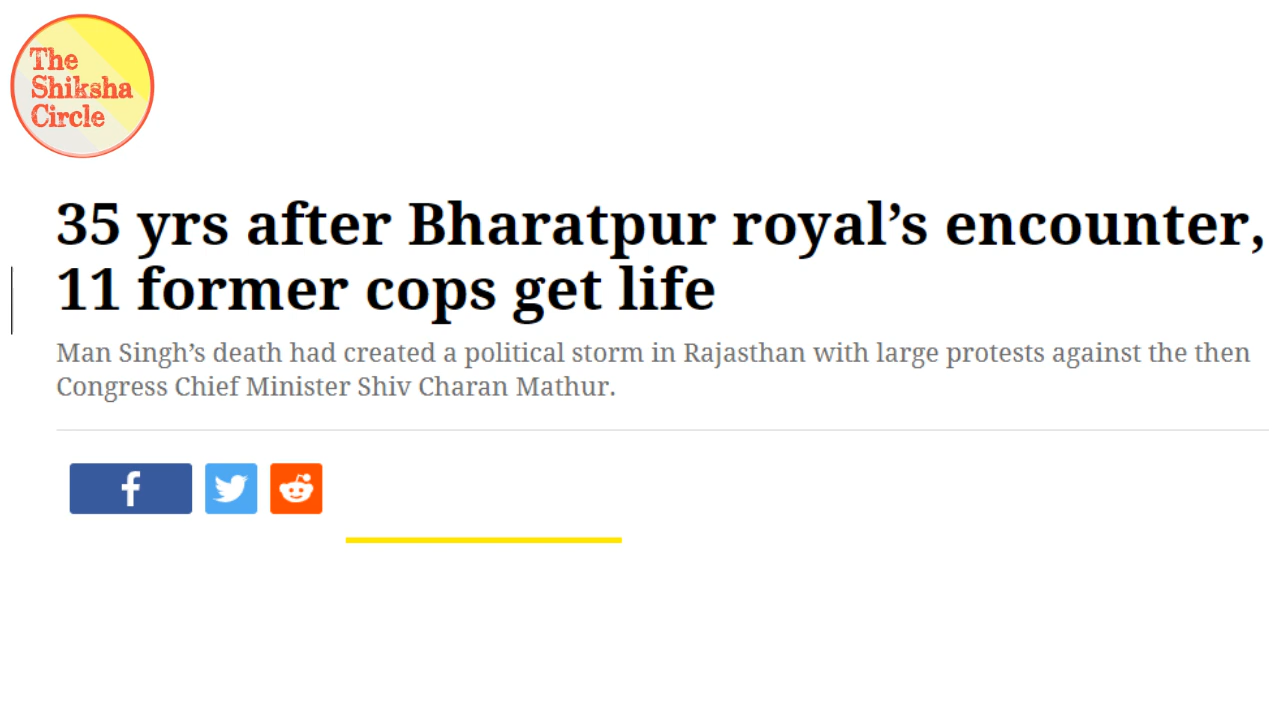 The
Shiksha
Circle
35 yrs after Bharatpur royal’s encounter,
11 former cops get life
Man Singh’s death had created a political storm in Rajasthan with large protests against the then
Congress Chief Minister Shiv Charan Mathur.